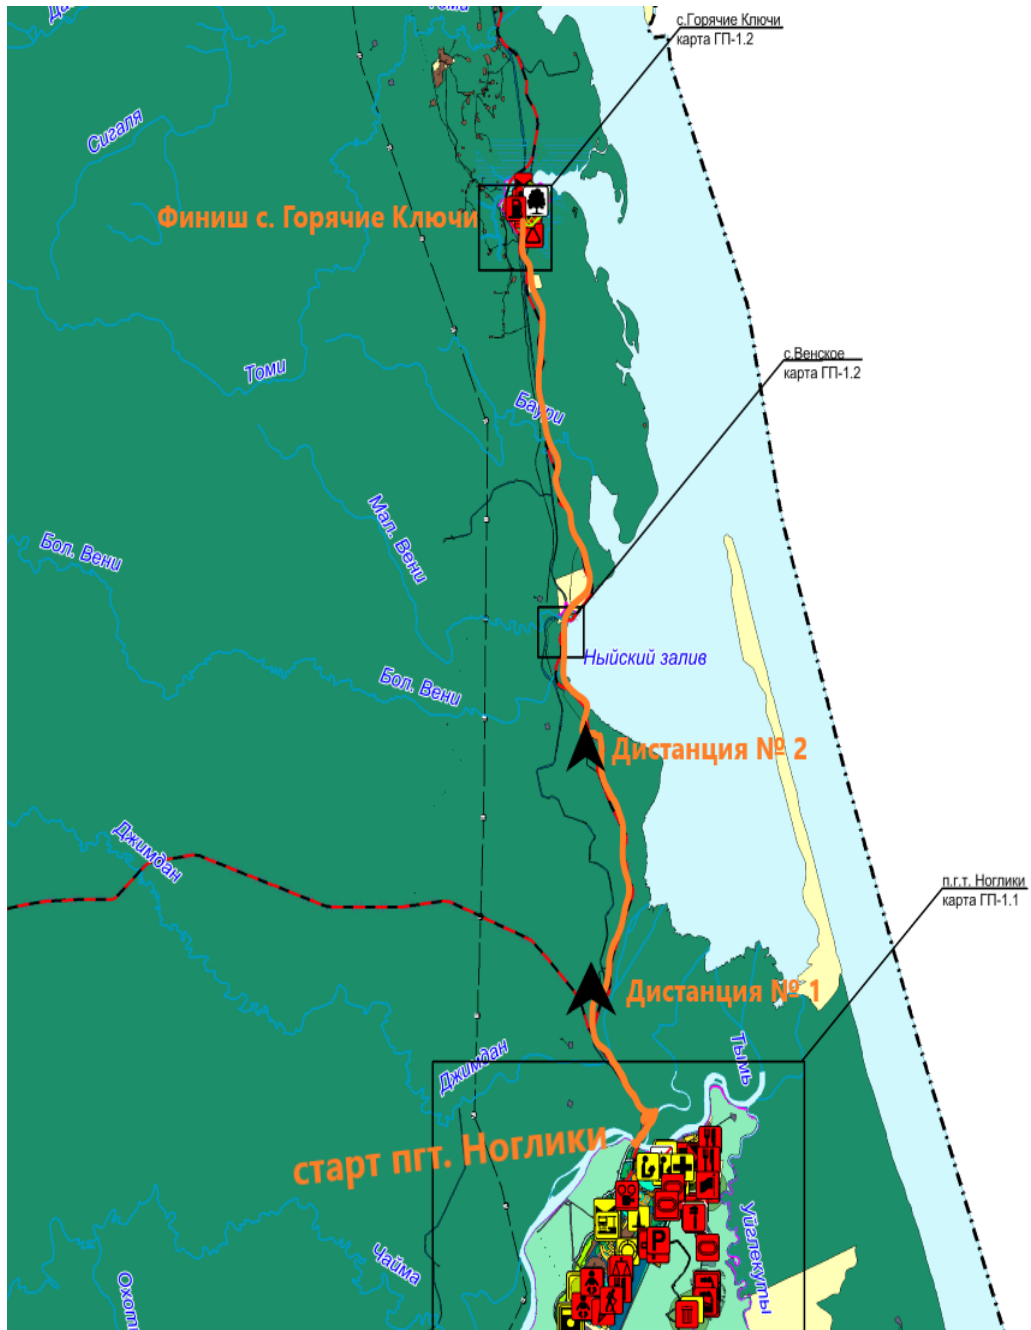 Томи
с.Горячие Ключи
карта ГП-1.2
Сигаля
Финиш с. Горячие Ключи
с.Венское
карта ГП-1.2
Томи
Баури
Мал. Вени
Бол. Вени
Ныйский залив
Бол. Вени
Дистанция № 2
Джимдан
п.г.т. Ноглики
карта ГП-1.1
Дистанция № 1
Тымь
Джимдан
старт пгт. Ноглики
Уйглекуты
P
Чайма